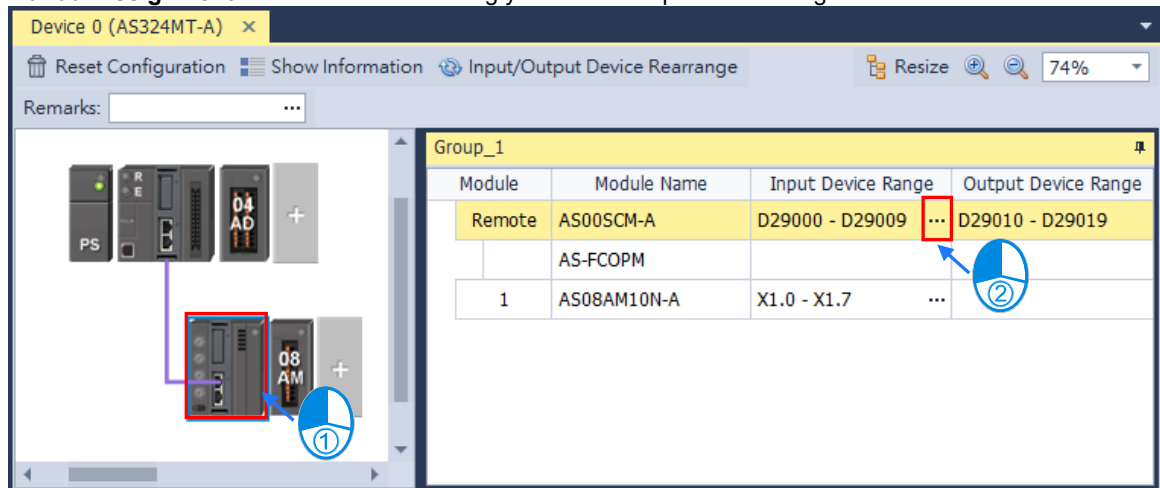 Device 0 (AS324MT-A) ×
Reset Configuration Show Information Input/Output Device Rearrange Resize 74%
Remarks: ...
Group_1
Module Module Name Input Device Range Output Device Range
Remote AS00SCM-A D29000 - D29009 ... D29010 - D29019
AS-FCOPM
1 AS08AM10N-A X1.0 - X1.7 ...
R
E
PS
04
AD
+
08
AM
+
①
②